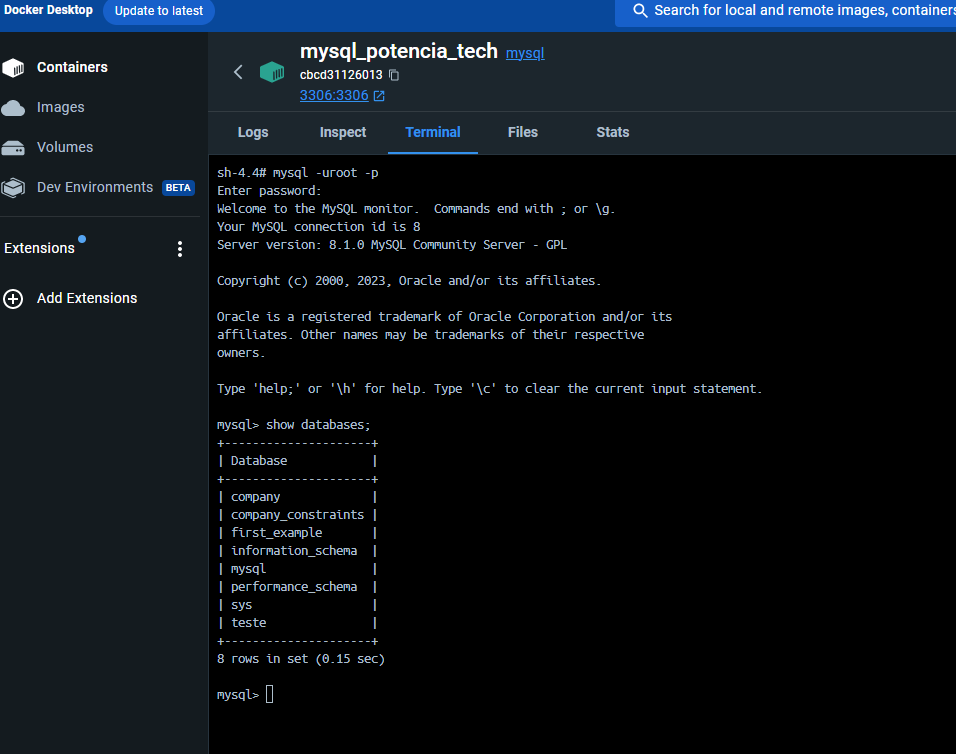 Docker Desktop
Update to latest
Search for local and remote images, containers
Containers
Images
Volumes
Dev Environments BETA
Extensions
Add Extensions
mysql_potencia_tech mysql
cbcd31126013
3306:3306
Logs Inspect Terminal Files Stats
sh-4.4# mysql -uroot -p
Enter password:
Welcome to the MySQL monitor.  Commands end with ; or \g.
Your MySQL connection id is 8
Server version: 8.1.0 MySQL Community Server - GPL
Copyright (c) 2000, 2023, Oracle and/or its affiliates.
Oracle is a registered trademark of Oracle Corporation and/or its
affiliates. Other names may be trademarks of their respective
owners.
Type 'help;' or '\h' for help. Type '\c' to clear the current input statement.
mysql> show databases;
+---------------------+
| Database            |
+---------------------+
| company             |
| company_constraints |
| first_example       |
| information_schema  |
| mysql               |
| performance_schema  |
| sys                 |
| teste               |
+---------------------+
8 rows in set (0.15 sec)
mysql>